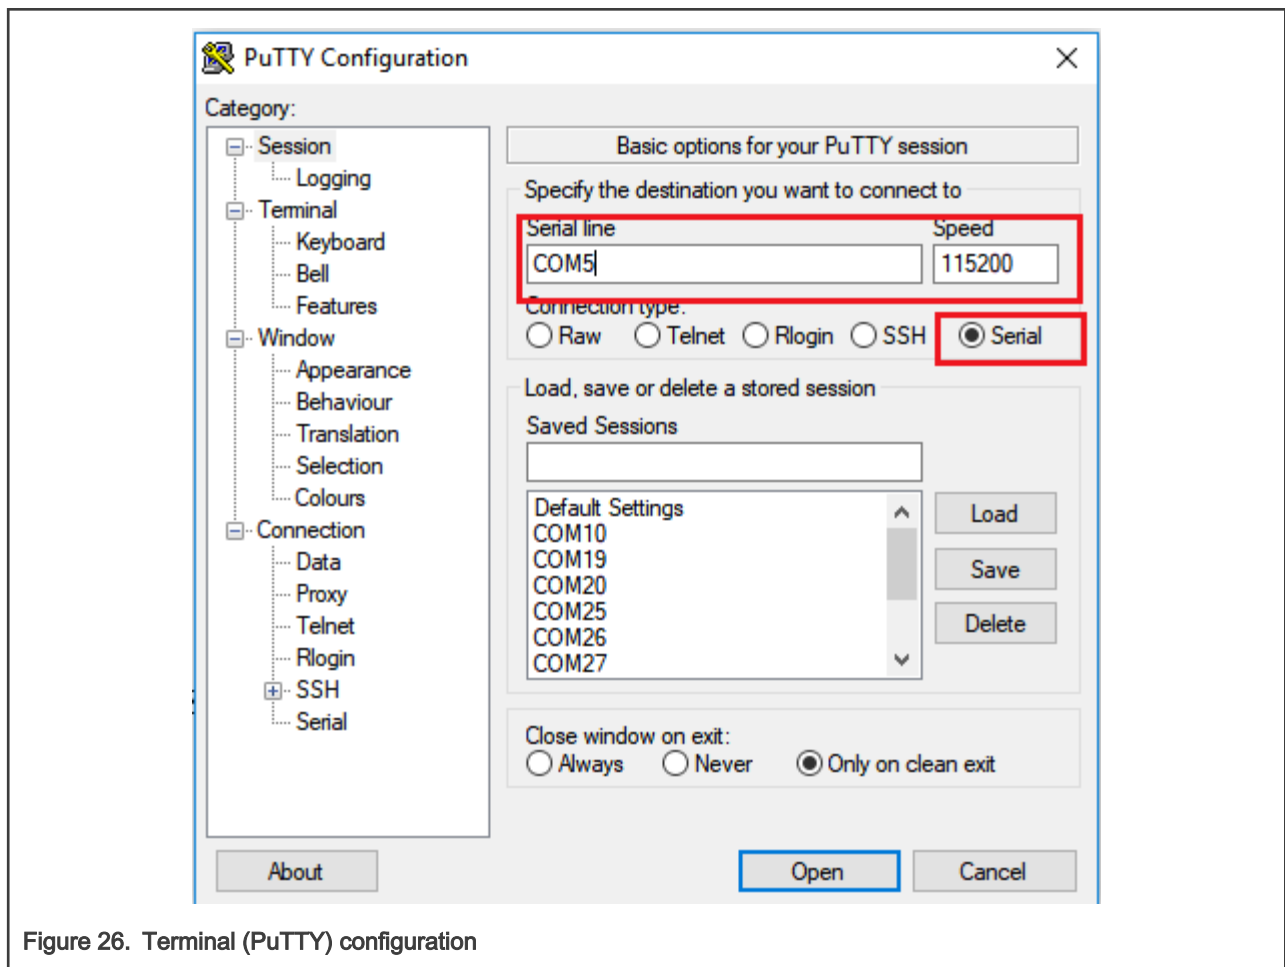 PuTTY Configuration
Category:
Session
Logging
Terminal
Keyboard
Bell
Features
Window
Appearance
Behaviour
Translation
Selection
Colours
Connection
Data
Proxy
Telnet
Rlogin
SSH
Serial
Basic options for your PuTTY session
Specify the destination you want to connect to
Serial line Speed
COM5 115200
Connection type:
Raw Telnet Rlogin SSH Serial
Load, save or delete a stored session
Saved Sessions
Default Settings
COM10
COM19
COM20
COM25
COM26
COM27
Load
Save
Delete
Close window on exit:
Always Never Only on clean exit
About Open Cancel
Figure 26. Terminal (PuTTY) configuration